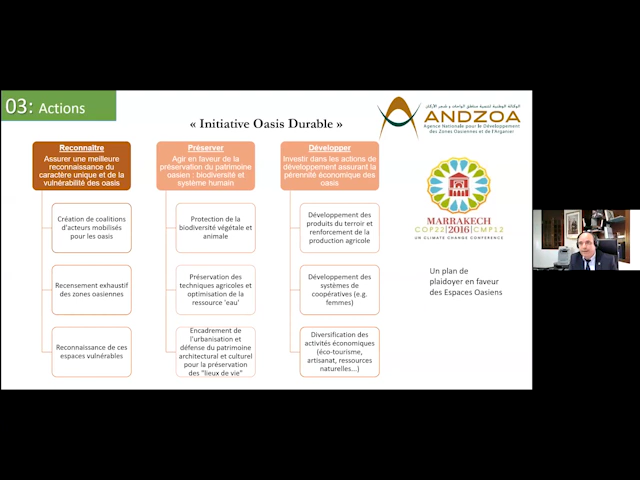 03: Actions
« Initiative Oasis Durable »
الوكالة الوطنية لتنمية مناطق الواحات و شجر الأركان
ANDZOA
Agence Nationale pour le Développement
des Zones Oasiennes et de l'Arganier
Reconnaître
Assurer une meilleure
reconnaissance du
caractère unique et de la
vulnérabilité des oasis
Création de coalitions
d'acteurs mobilisés
pour les oasis
Recensement exhaustif
des zones oasiennes
Reconnaissance de ces
espaces vulnérables
Préserver
Agir en faveur de la
préservation du patrimoine
oasien : biodiversité et
système humain
Protection de la
biodiversité végétale et
animale
Préservation des
techniques agricoles et
optimisation de la
ressource 'eau'
Encadrement de
l'urbanisation et
défense du patrimoine
architectural et culturel
pour la préservation
des "lieux de vie"
Développer
Investir dans les actions de
développement assurant la
pérennité économique des
oasis
Développement des
produits du terroir et
renforcement de la
production agricole
Développement des
systèmes de
coopératives (e.g.
femmes)
Diversification des
activités économiques
(éco-tourisme,
artisanat, ressources
naturelles...)
MARRAKECH
COP22|2016|CMP12
UN CLIMATE CHANGE CONFERENCE
Un plan de
plaidoyer en faveur
des Espaces Oasiens